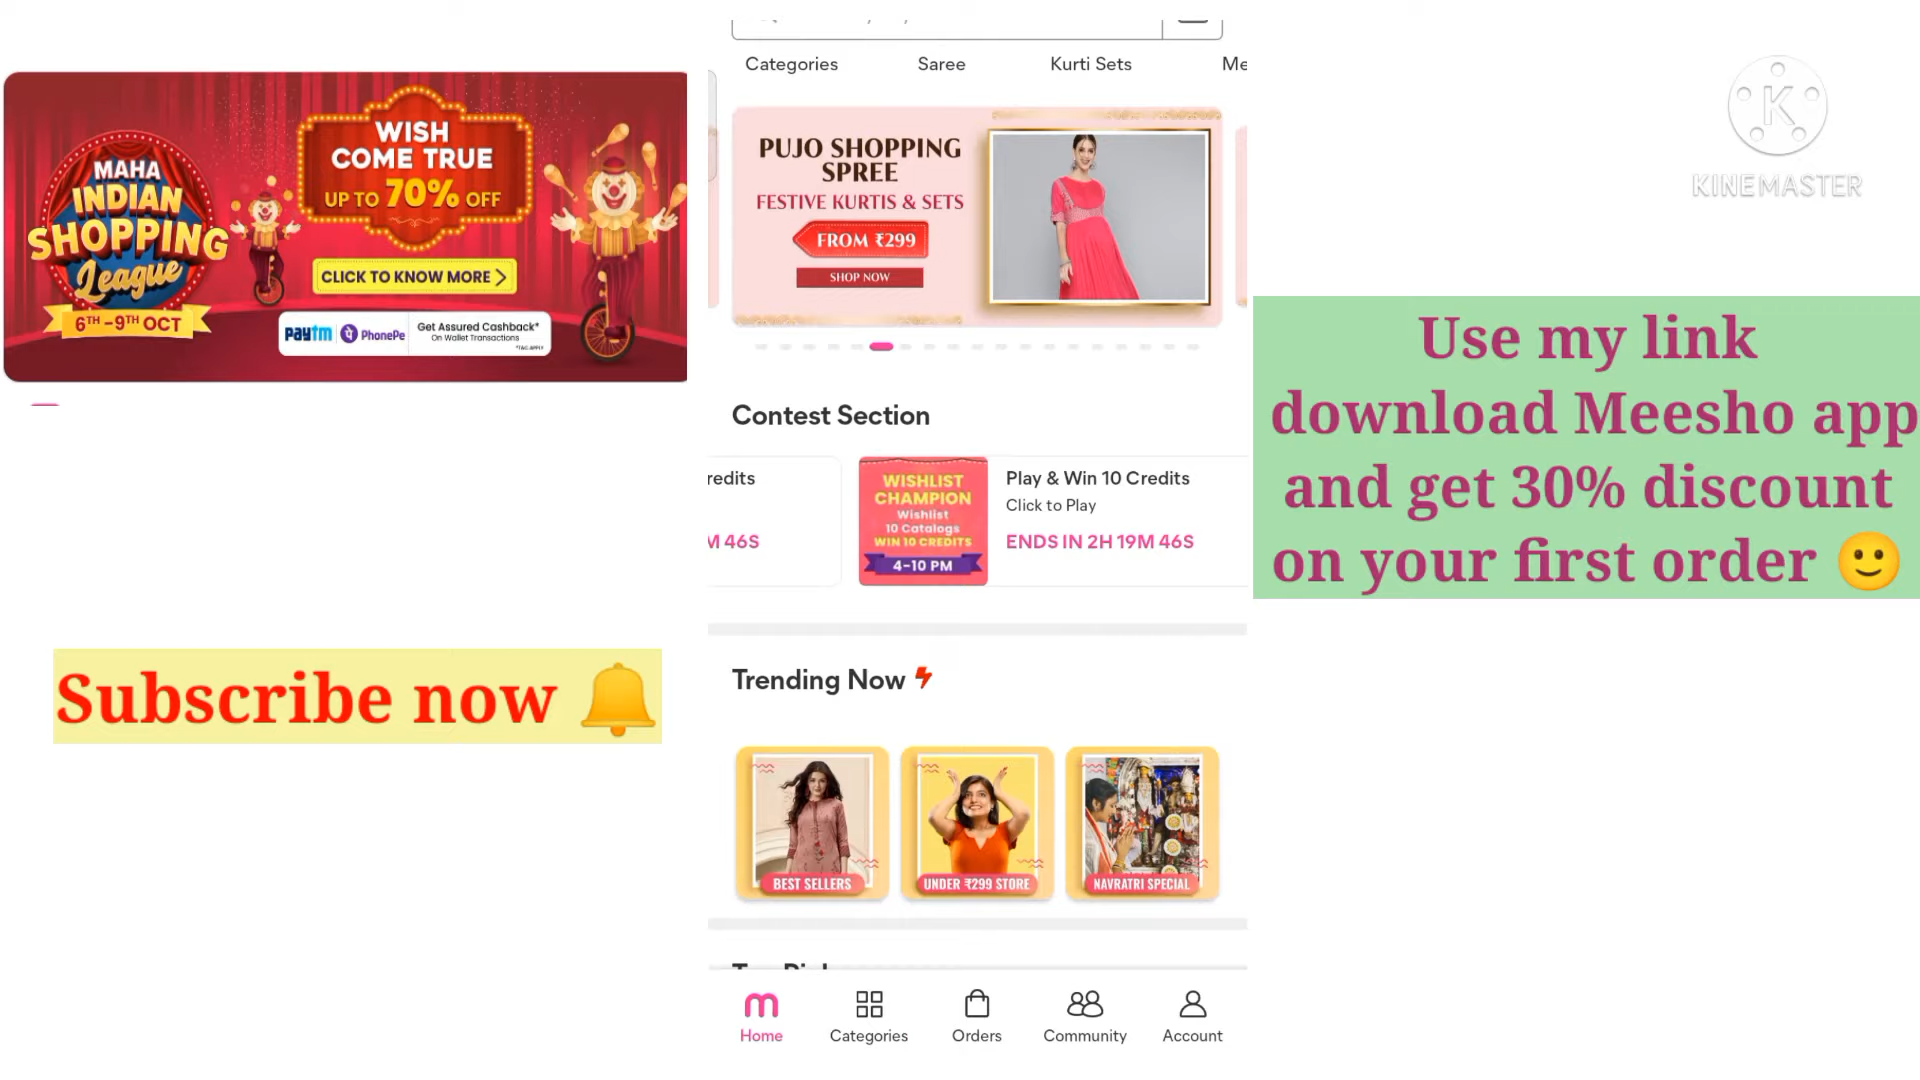 MAHA
INDIAN
SHOPPING
League
6TH -9TH OCT
WISH
COME TRUE
UP TO 70% OFF
CLICK TO KNOW MORE >
paytm
PhonePe
Get Assured Cashback*
On Wallet Transactions
*T&C APPLY
Subscribe now 🔔
Categories
Saree
Kurti Sets
Me
PUJO SHOPPING
SPREE
FESTIVE KURTIS & SETS
FROM ₹299
SHOP NOW
Contest Section
redits
M 46S
WISHLIST
CHAMPION
Wishlist
10 Catalogs
WIN 10 CREDITS
4-10 PM
Play & Win 10 Credits
Click to Play
ENDS IN 2H 19M 46S
Trending Now
BEST SELLERS
UNDER ₹299 STORE
NAVRATRI SPECIAL
Home
Categories
Orders
Community
Account
K
KINEMASTER
Use my link
download Meesho app
and get 30% discount
on your first order 🙂